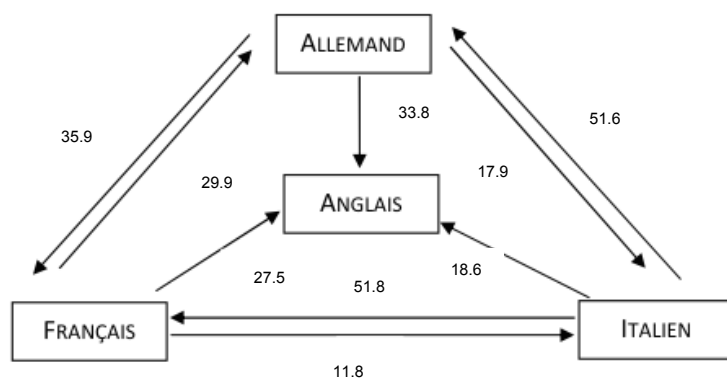 ALLEMAND
33.8
51.6
35.9
17.9
29.9
ANGLAIS
27.5
51.8
18.6
FRANÇAIS
ITALIEN
11.8